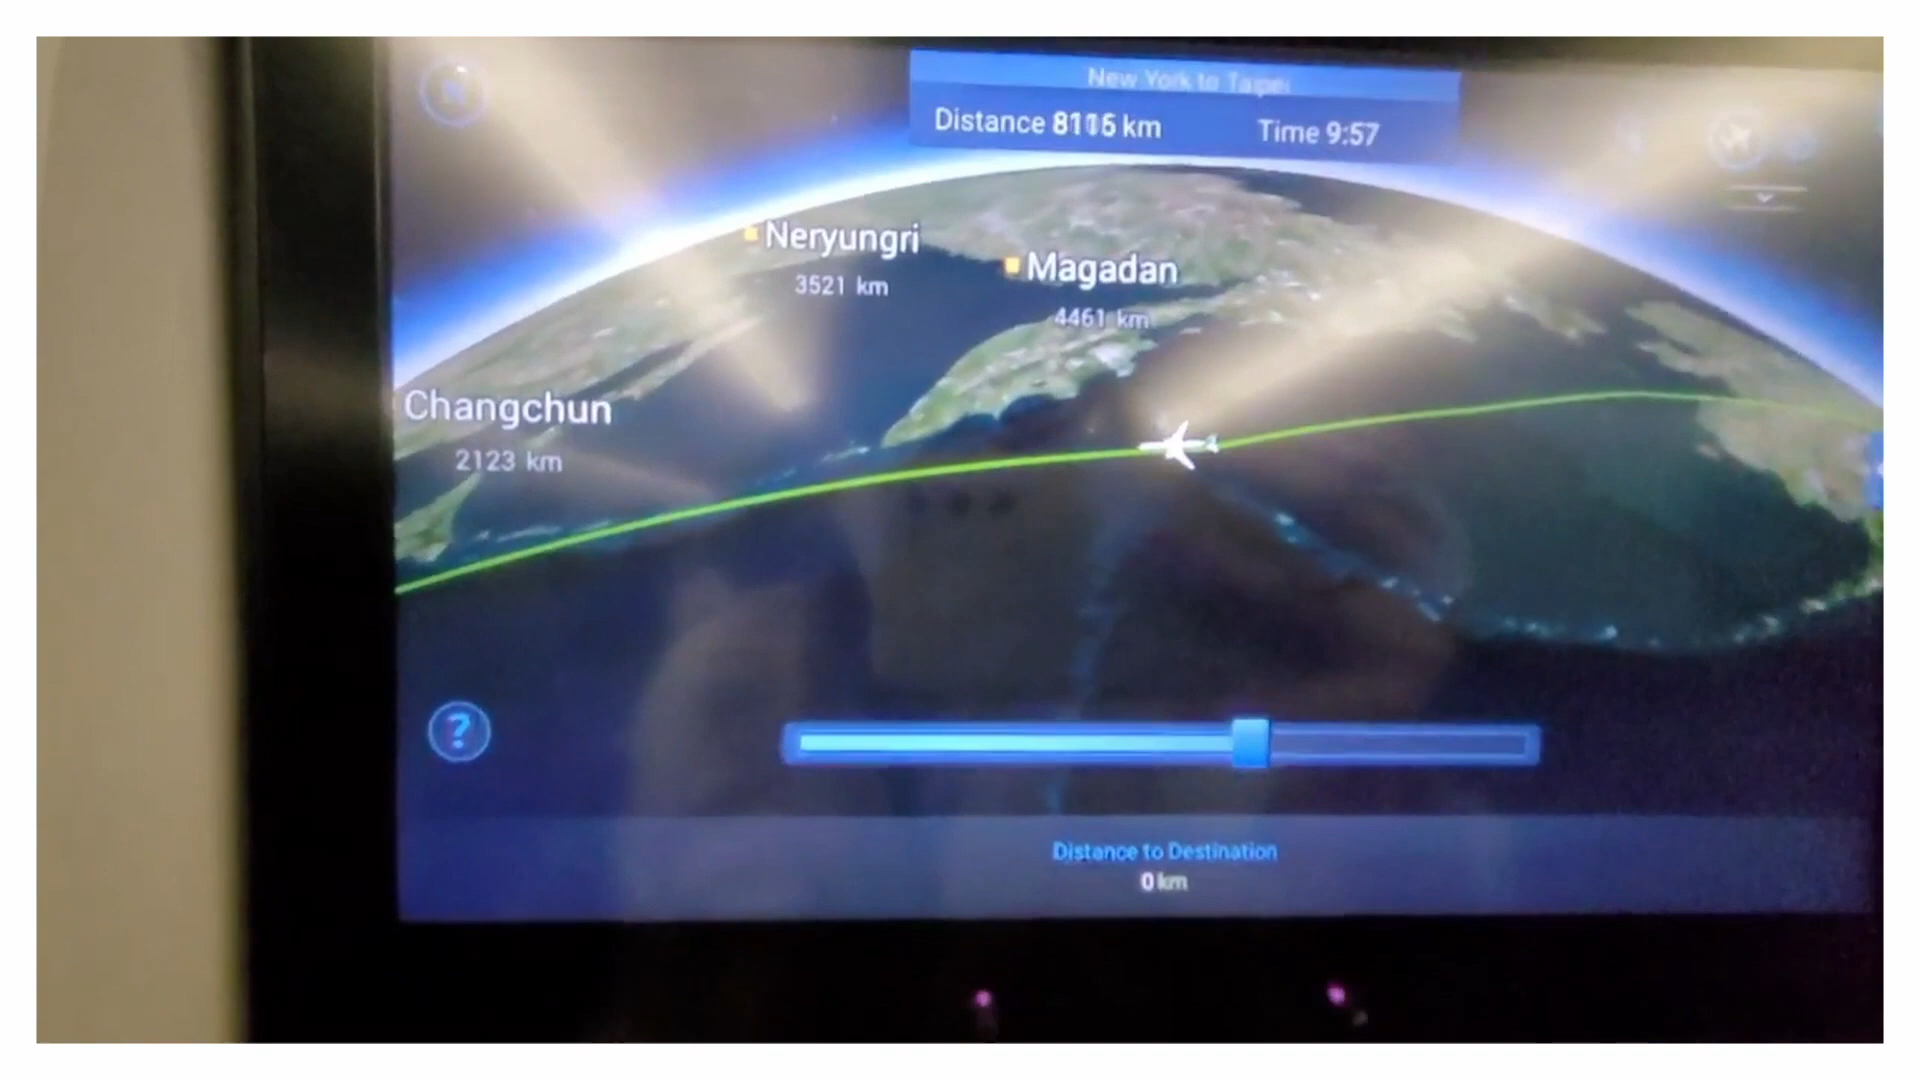 New York to Taipei
Distance km
Time 9:57
Neryungri
3521 km
Magadan
4461 km
Changchun
2123 km
?
Distance to Destination
0 km